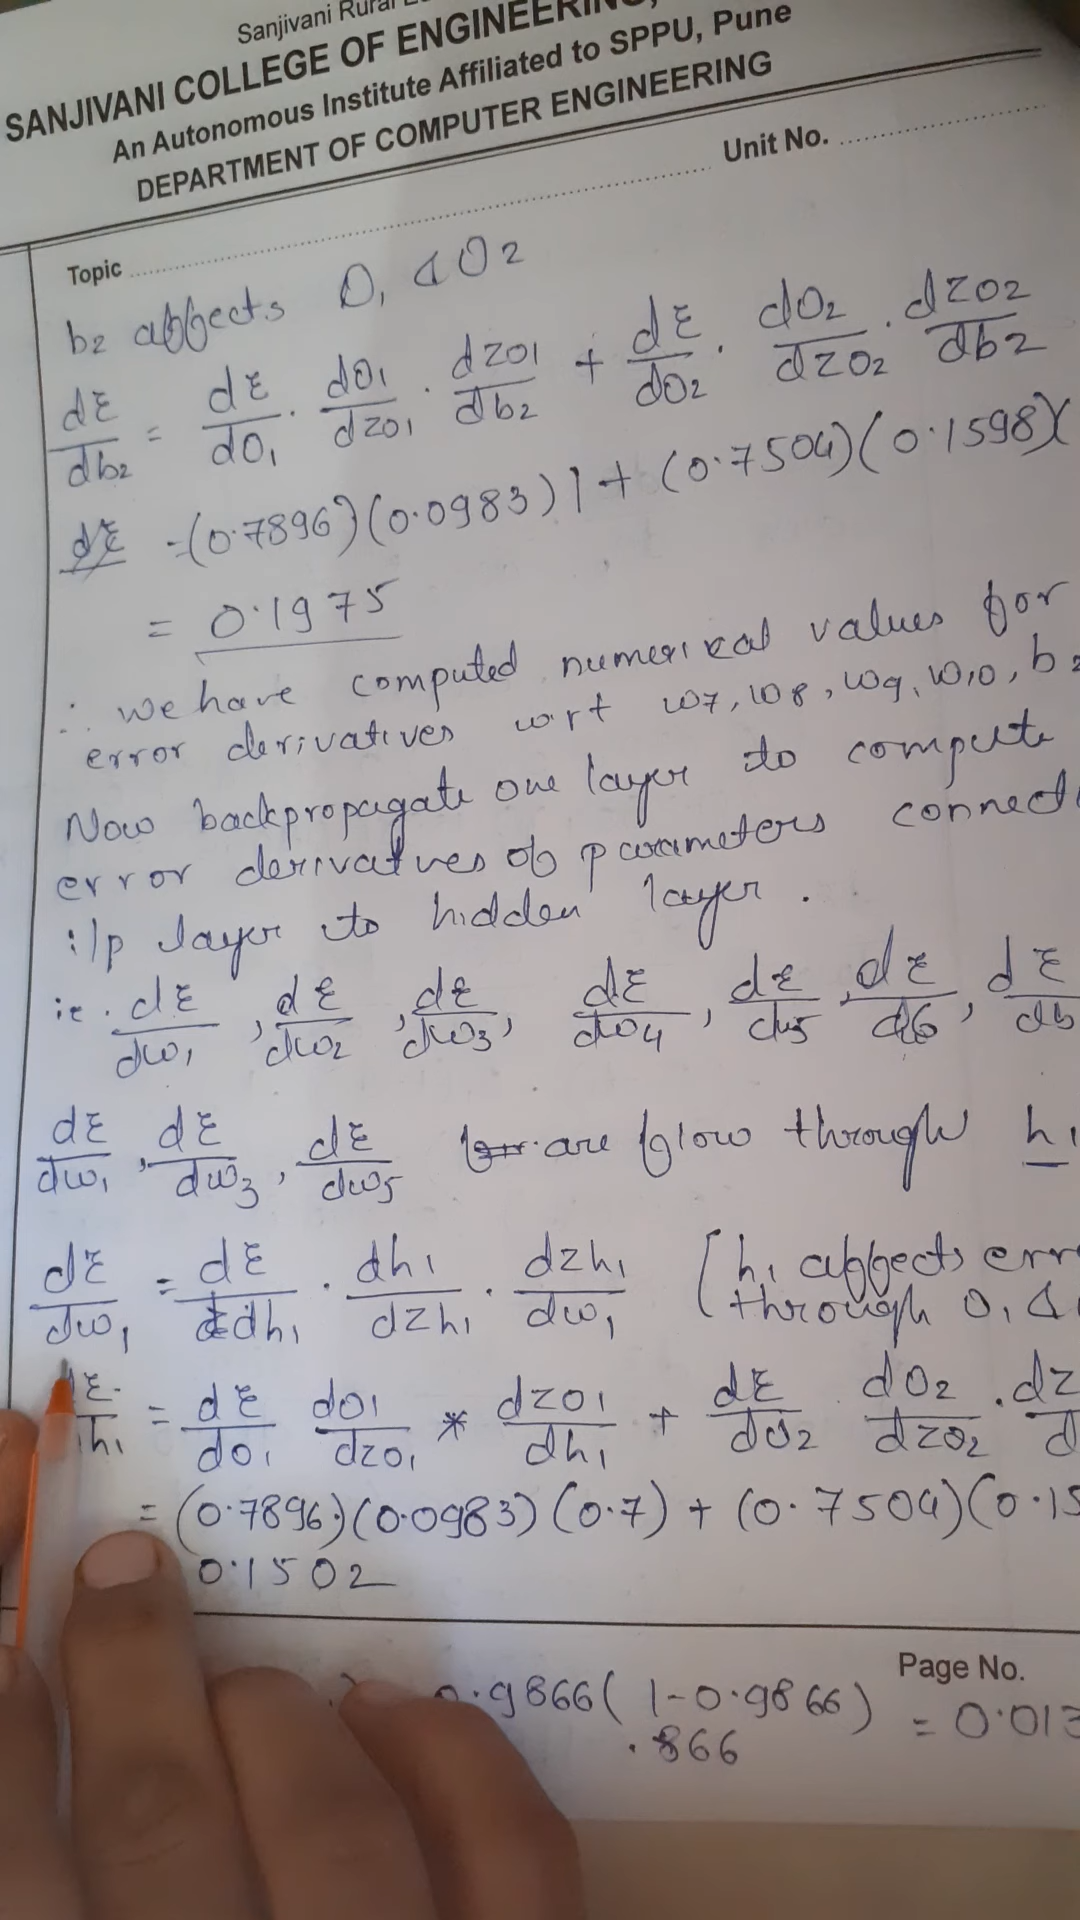 Sanjivani Rural
SANJIVANI COLLEGE OF ENGINEERING,
An Autonomous Institute Affiliated to SPPU, Pune
DEPARTMENT OF COMPUTER ENGINEERING
Unit No.
Topic
b2 affects O1 & O2
dE/db2 = dE/dO1 . dO1/dzO1 . dzO1/db2 + dE/dO2 . dO2/dzO2 . dzO2/db2
= (0.7896)(0.0983)1 + (0.7504)(0.1598)(
= 0.1975
∴ we have computed numerical values for
error derivatives wrt w7, w8, w9, w10, b2
Now backpropagate one layer to compute
error derivatves of parameters connect
i/p layer to hidden layer.
ie. dE/dw1, dE/dw2, dE/dw3, dE/dw4, dE/dw5, dE/d6, dE/db
dE/dw1, dE/dw3, dE/dw5 are flow through h1
dE/dw1 = dE/dh1 . dh1/dzh1 . dzh1/dw1 (h1 affects err
through O1 &
dE/dh1 = dE/dO1 dO1/dzO1 * dzO1/dh1 + dE/dO2 dO2/dzO2 . dz
= (0.7896)(0.0983)(0.7) + (0.7504)(0.15
0.1502
Page No.
0.9866(1-0.9866) = 0.013
.866